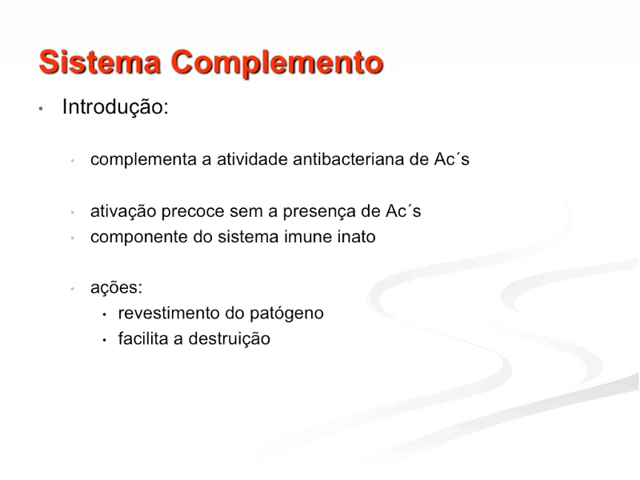 Sistema Complemento
• Introdução:
• complementa a atividade antibacteriana de Ac´s
• ativação precoce sem a presença de Ac´s
• componente do sistema imune inato
• ações:
• revestimento do patógeno
• facilita a destruição